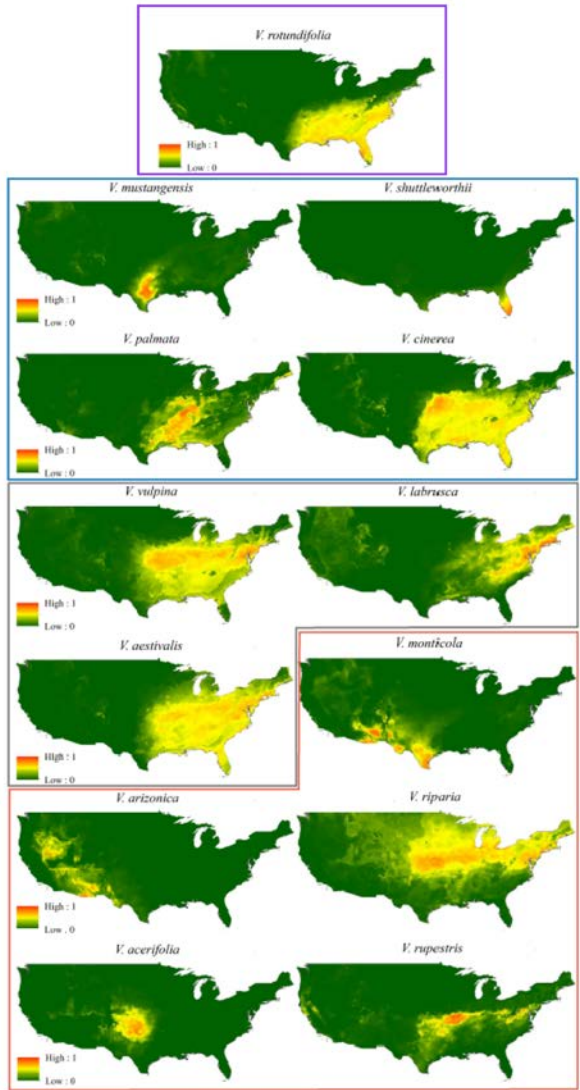 V. rotundifolia
High : 1
Low : 0
V. mustangensis
V. shuttleworthii
High : 1
Low : 0
V. palmata
V. cinerea
High : 1
Low : 0
V. vulpina
V. labrusca
High : 1
Low : 0
V. aestivalis
V. monticola
High : 1
Low : 0
V. arizonica
V. riparia
High : 1
Low : 0
V. acerifolia
V. rupestris
High : 1
Low : 0